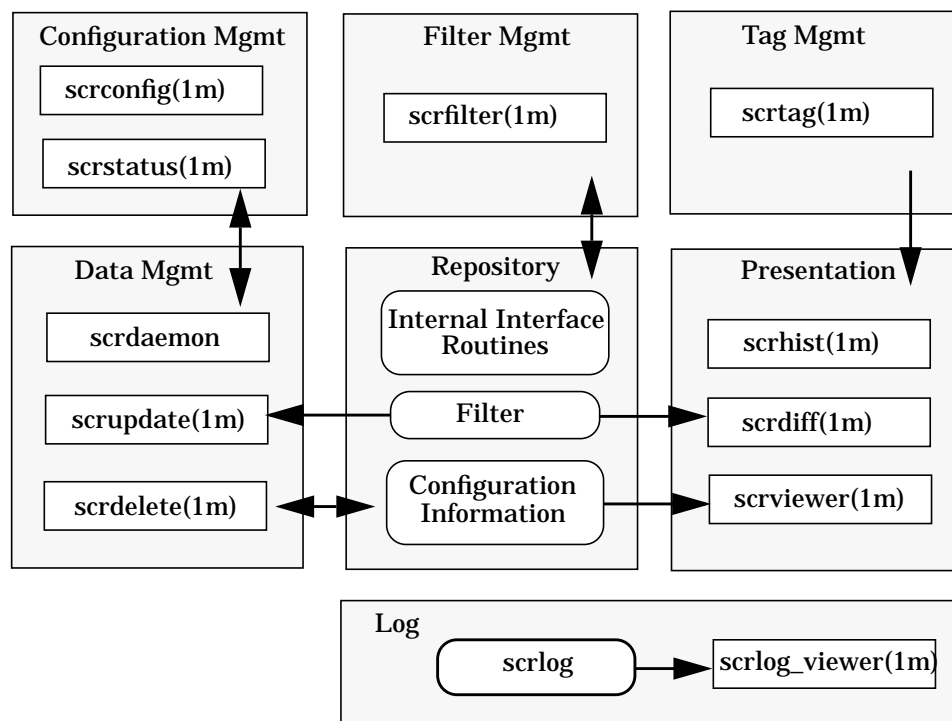 Configuration Mgmt
scrconfig(1m)
scrstatus(1m)
Filter Mgmt
scrfilter(1m)
Tag Mgmt
scrtag(1m)
Data Mgmt
scrdaemon
scrupdate(1m)
scrdelete(1m)
Repository
Internal Interface
Routines
Filter
Configuration
Information
Presentation
scrhist(1m)
scrdiff(1m)
scrviewer(1m)
Log
scrlog
scrlog_viewer(1m)